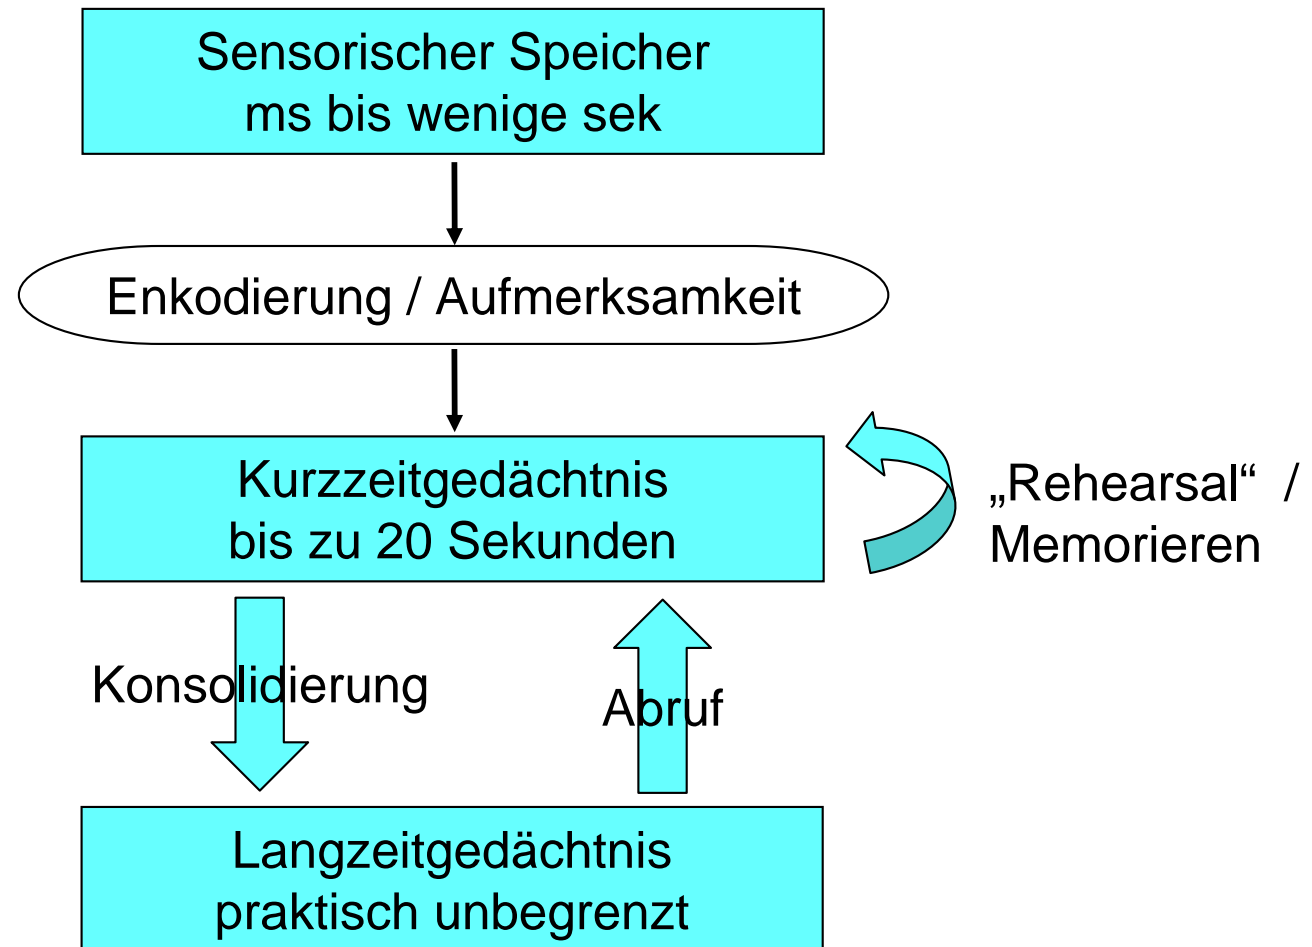 Sensorischer Speicher
ms bis wenige sek
Enkodierung / Aufmerksamkeit
Kurzzeitgedächtnis
bis zu 20 Sekunden
„Rehearsal“ /
Memorieren
Konsolidierung
Abruf
Langzeitgedächtnis
praktisch unbegrenzt